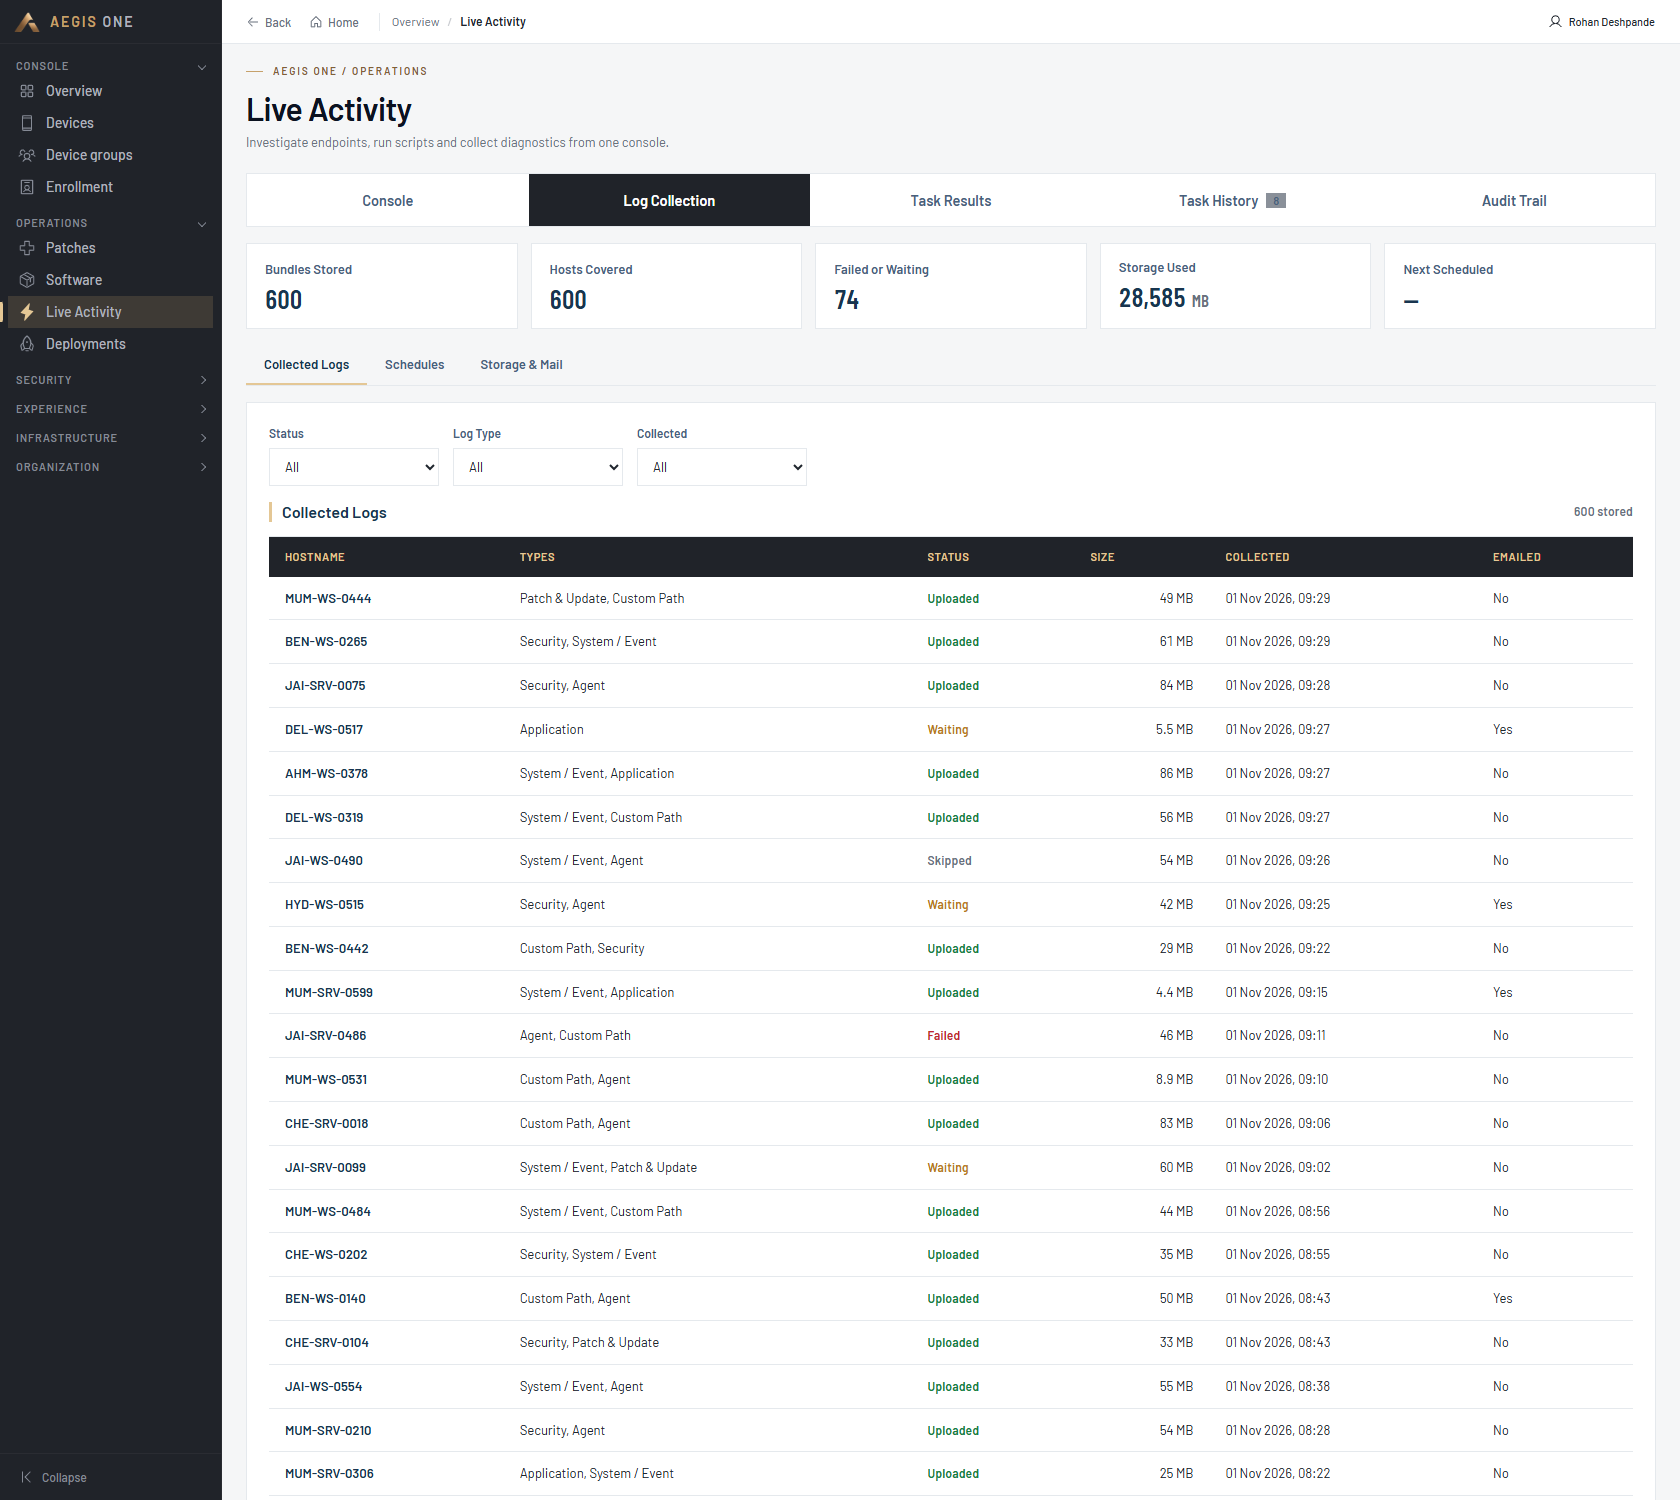 AEGIS ONE
CONSOLE
Overview
Devices
Device groups
Enrollment
OPERATIONS
Patches
Software
Live Activity
Deployments
SECURITY
EXPERIENCE
INFRASTRUCTURE
ORGANIZATION
Collapse
Back Home Overview / Live Activity Rohan Deshpande
AEGIS ONE / OPERATIONS
Live Activity
Investigate endpoints, run scripts and collect diagnostics from one console.
Console Log Collection Task Results Task History 8 Audit Trail
Bundles Stored
600
Hosts Covered
600
Failed or Waiting
74
Storage Used
28,585 MB
Next Scheduled
—
Collected Logs Schedules Storage & Mail
Status Log Type Collected
All All All
Collected Logs 600 stored
HOSTNAME TYPES STATUS SIZE COLLECTED EMAILED
MUM-WS-0444 Patch & Update, Custom Path Uploaded 49 MB 01 Nov 2026, 09:29 No
BEN-WS-0265 Security, System / Event Uploaded 61 MB 01 Nov 2026, 09:29 No
JAI-SRV-0075 Security, Agent Uploaded 84 MB 01 Nov 2026, 09:28 No
DEL-WS-0517 Application Waiting 5.5 MB 01 Nov 2026, 09:27 Yes
AHM-WS-0378 System / Event, Application Uploaded 86 MB 01 Nov 2026, 09:27 No
DEL-WS-0319 System / Event, Custom Path Uploaded 56 MB 01 Nov 2026, 09:27 No
JAI-WS-0490 System / Event, Agent Skipped 54 MB 01 Nov 2026, 09:26 No
HYD-WS-0515 Security, Agent Waiting 42 MB 01 Nov 2026, 09:25 Yes
BEN-WS-0442 Custom Path, Security Uploaded 29 MB 01 Nov 2026, 09:22 No
MUM-SRV-0599 System / Event, Application Uploaded 4.4 MB 01 Nov 2026, 09:15 Yes
JAI-SRV-0486 Agent, Custom Path Failed 46 MB 01 Nov 2026, 09:11 No
MUM-WS-0531 Custom Path, Agent Uploaded 8.9 MB 01 Nov 2026, 09:10 No
CHE-SRV-0018 Custom Path, Agent Uploaded 83 MB 01 Nov 2026, 09:06 No
JAI-SRV-0099 System / Event, Patch & Update Waiting 60 MB 01 Nov 2026, 09:02 No
MUM-WS-0484 System / Event, Custom Path Uploaded 44 MB 01 Nov 2026, 08:56 No
CHE-WS-0202 Security, System / Event Uploaded 35 MB 01 Nov 2026, 08:55 No
BEN-WS-0140 Custom Path, Agent Uploaded 50 MB 01 Nov 2026, 08:43 Yes
CHE-SRV-0104 Security, Patch & Update Uploaded 33 MB 01 Nov 2026, 08:43 No
JAI-WS-0554 System / Event, Agent Uploaded 55 MB 01 Nov 2026, 08:38 No
MUM-SRV-0210 Security, Agent Uploaded 54 MB 01 Nov 2026, 08:28 No
MUM-SRV-0306 Application, System / Event Uploaded 25 MB 01 Nov 2026, 08:22 No